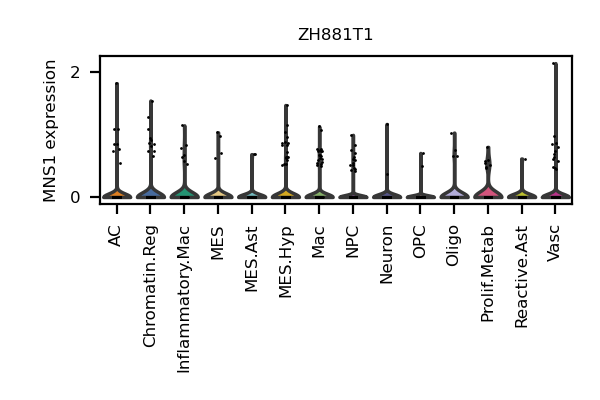 ZH881T1
MNS1 expression
2
0
AC
Chromatin.Reg
Inflammatory.Mac
MES
MES.Ast
MES.Hyp
Mac
NPC
Neuron
OPC
Oligo
Prolif.Metab
Reactive.Ast
Vasc